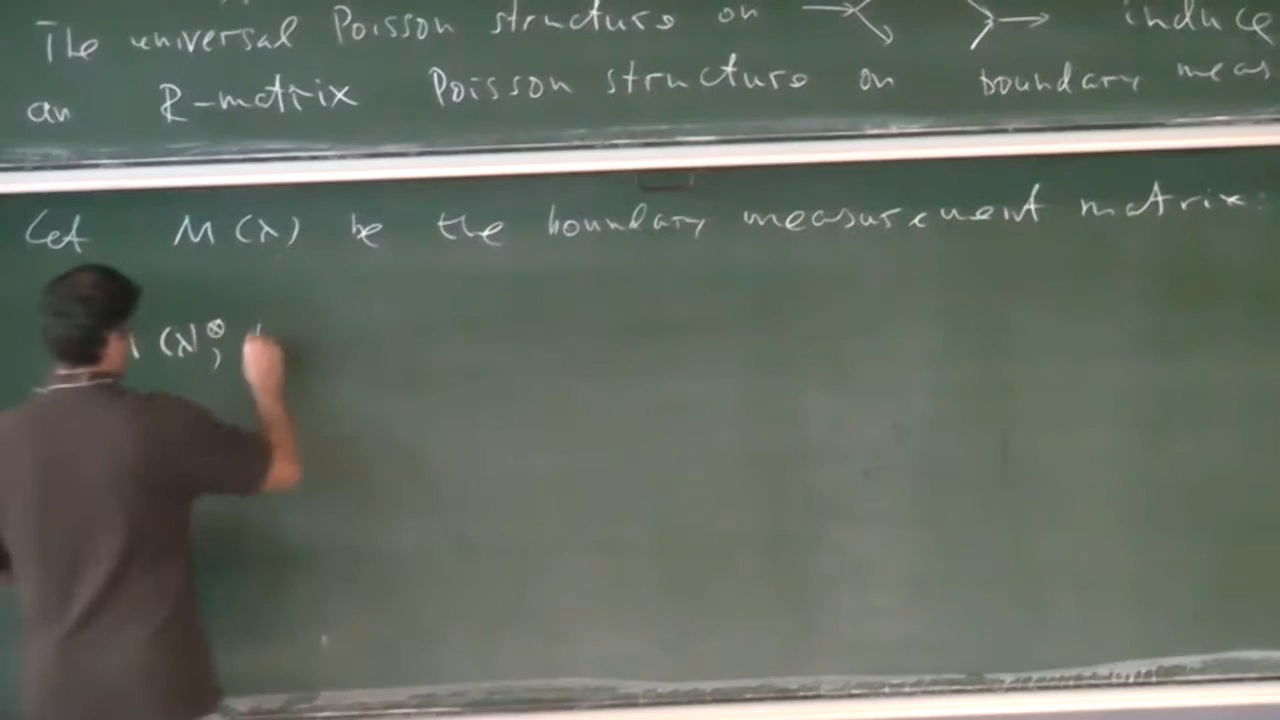 The universal Poisson structure on induce
an R-matrix Poisson structure on boundary meas
Let M(λ) be the boundary measurement matrix:
(λ) ⊗ ,